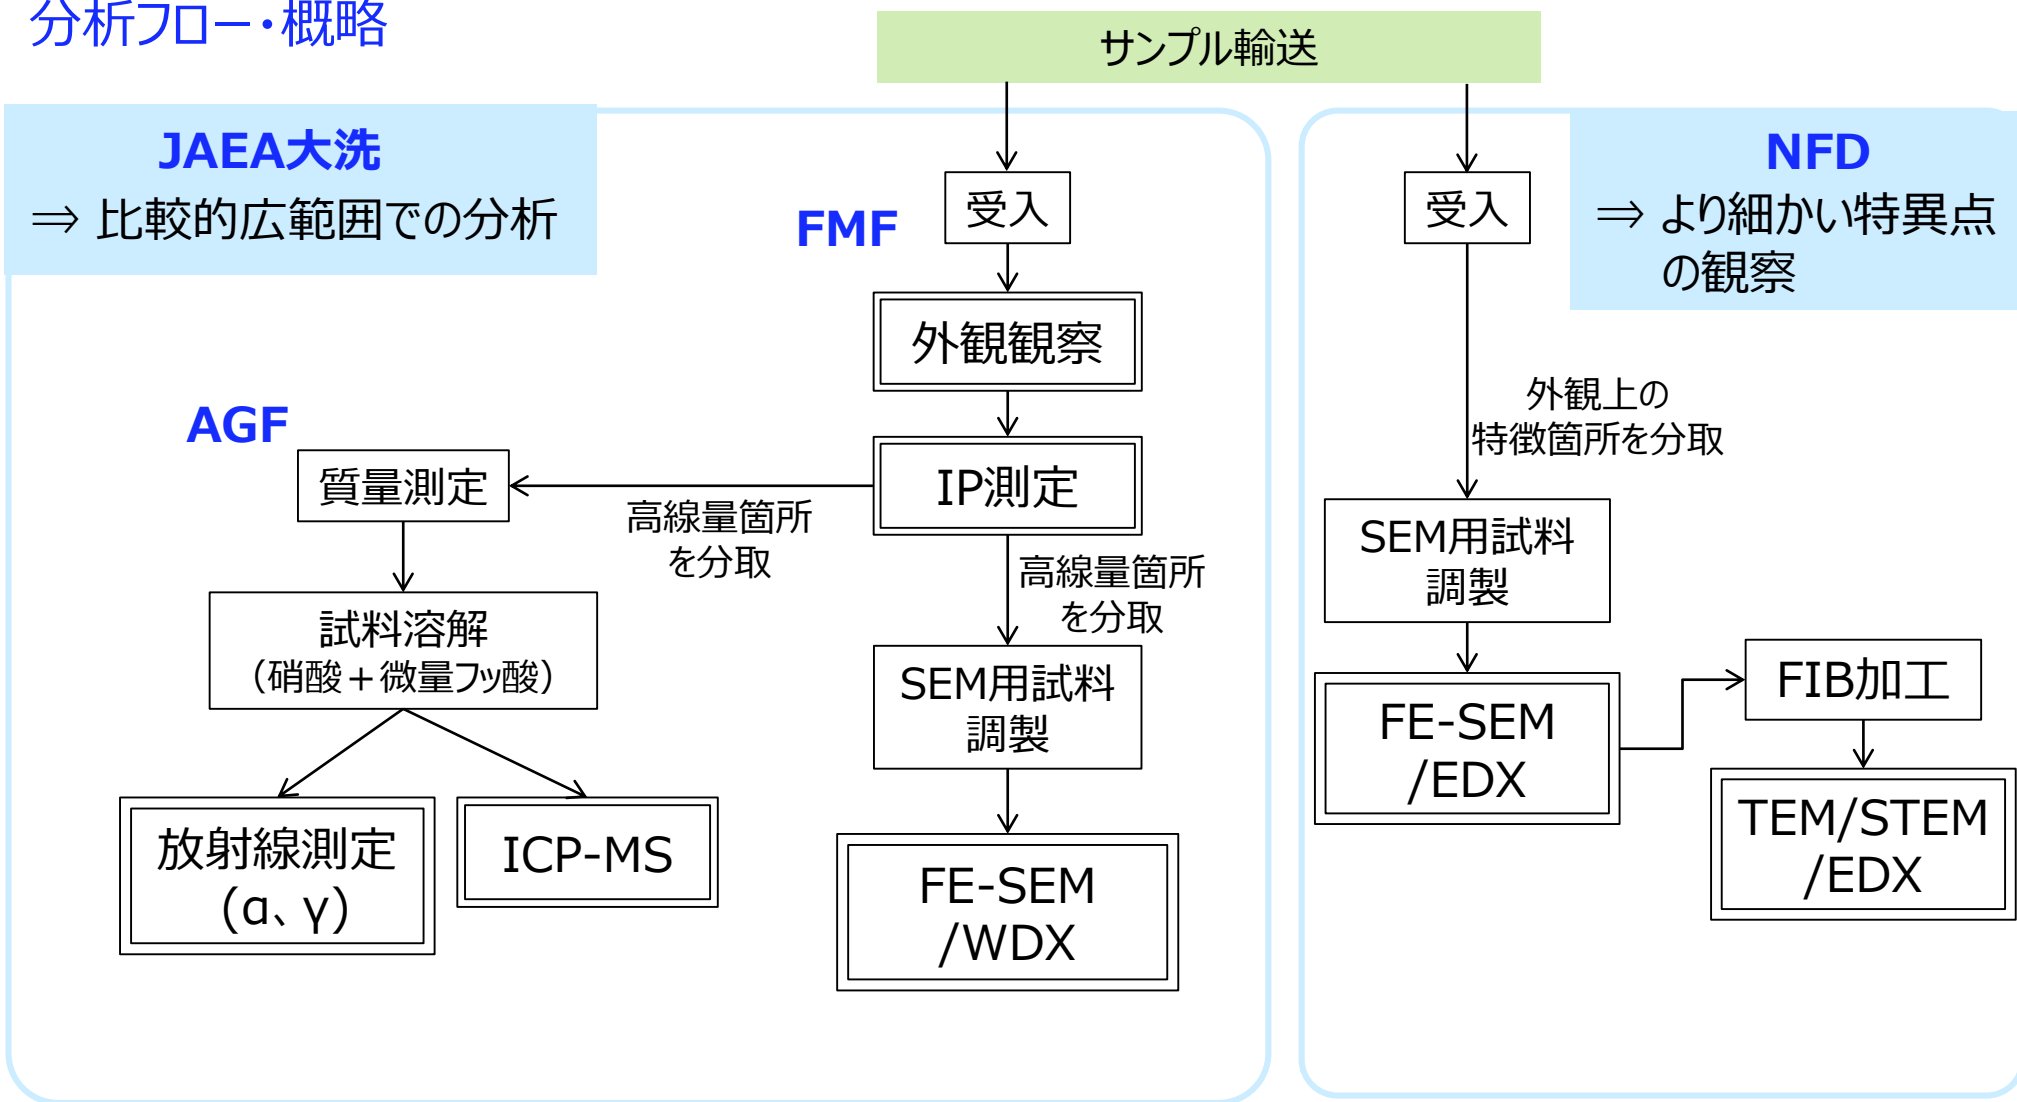 分析フロー・概略
サンプル輸送
JAEA大洗
⇒ 比較的広範囲での分析
FMF
受入
外観観察
IP測定
高線量箇所
を分取
AGF
質量測定
試料溶解
（硝酸＋微量フッ酸）
放射線測定
（α、γ）
ICP-MS
高線量箇所
を分取
SEM用試料
調製
FE-SEM
/WDX
NFD
⇒ より細かい特異点
の観察
受入
外観上の
特徴箇所を分取
SEM用試料
調製
FE-SEM
/EDX
FIB加工
TEM/STEM
/EDX